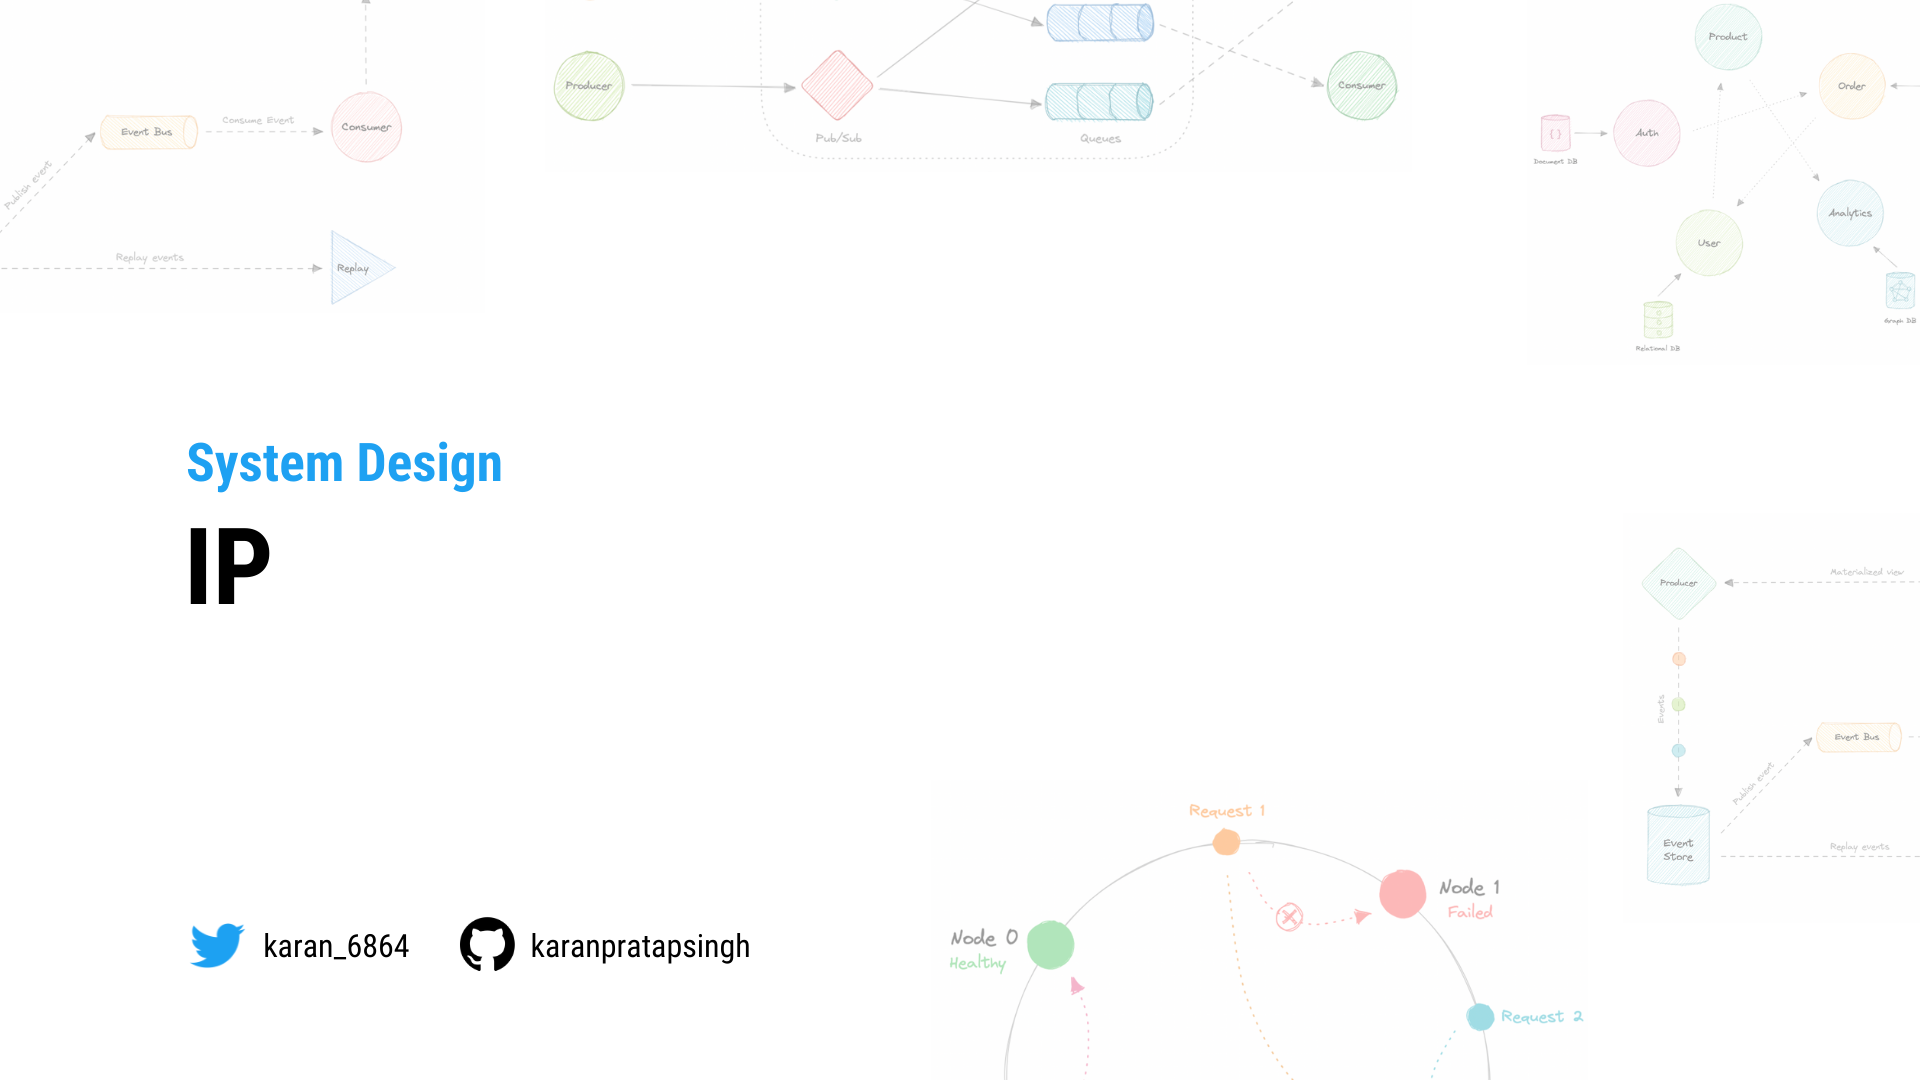 Product
Order
Producer
Consumer
Auth
Document DB
Event Bus
Consume Event
Consumer
Pub/Sub
Queues
Publish event
Analytics
User
Replay events
Replay
Graph DB
Relational DB
System Design
IP
Materialized view
Producer
Events
Event Bus
Publish event
Event
Store
Replay events
Request 1
Node 1
Failed
Node 0
Healthy
Request 2
karan_6864
karanpratapsingh